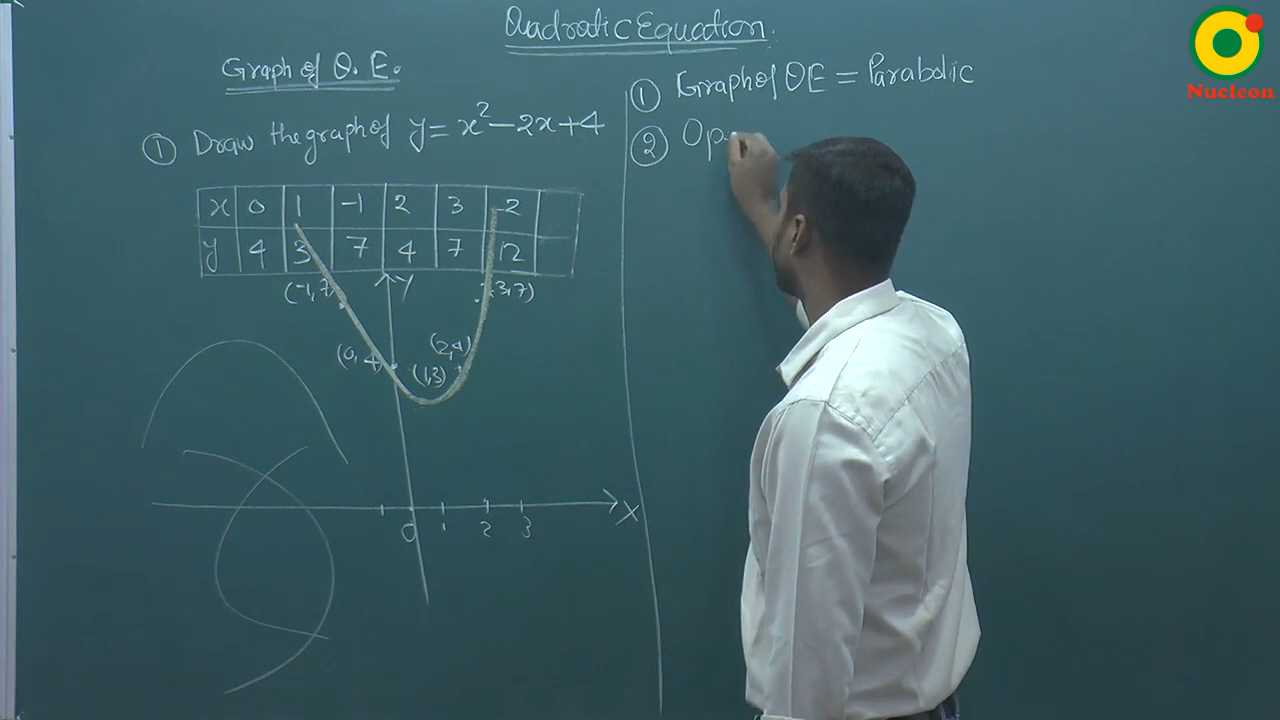 Quadratic Equation
Nucleon
Graph of Q.E.
① Draw the graph of y = x² - 2x + 4
x 0 1 -1 2 3 -2
y 4 3 7 4 7 12
Y
(-1,7)
(3,7)
(0,4)
(2,4)
(1,3)
X
0 1 2 3
① Graph of QE = Parabolic
② Op